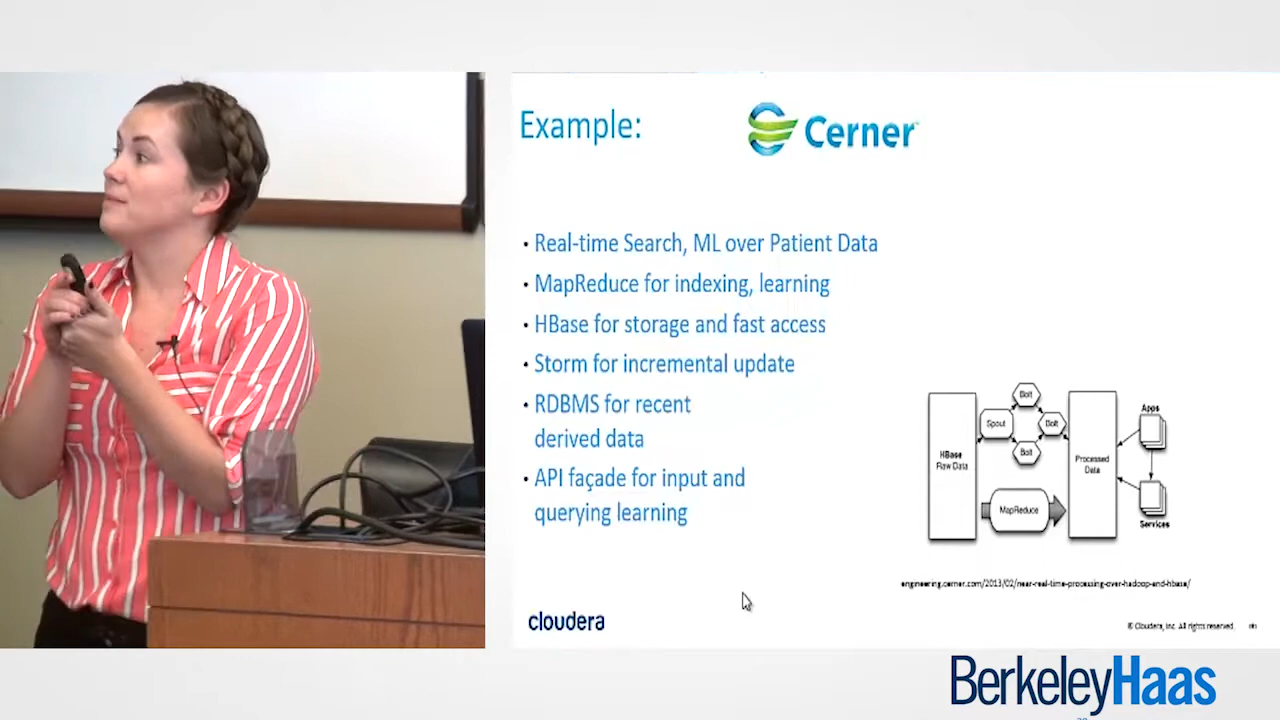 Example:
Cerner™
• Real-time Search, ML over Patient Data
• MapReduce for indexing, learning
• HBase for storage and fast access
• Storm for incremental update
• RDBMS for recent
derived data
• API façade for input and
querying learning
HBase
Raw Data
Spout
Bolt
Bolt
Bolt
MapReduce
Processed
Data
Apps
Services
engineering.cerner.com/2013/02/near-real-time-processing-over-hadoop-and-hbase/
cloudera
© Cloudera, Inc. All rights reserved.
BerkeleyHaas